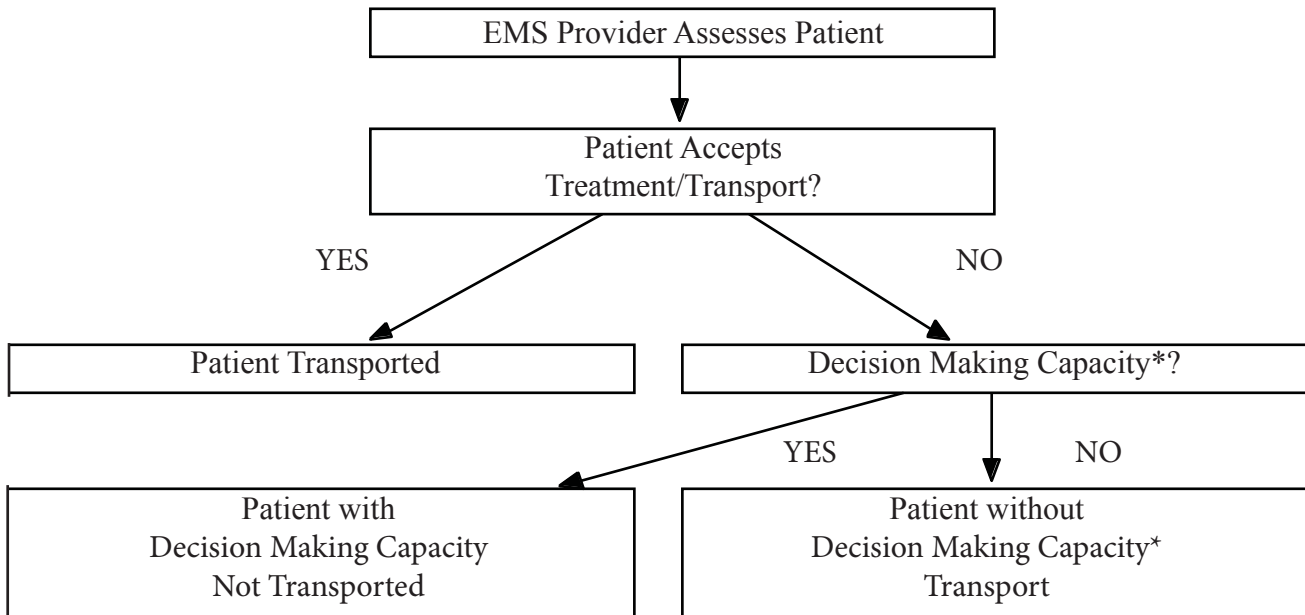 EMS Provider Assesses Patient
Patient Accepts
Treatment/Transport?
YES
NO
Patient Transported
Decision Making Capacity*?
YES
NO
Patient with
Decision Making Capacity
Not Transported
Patient without
Decision Making Capacity*
Transport